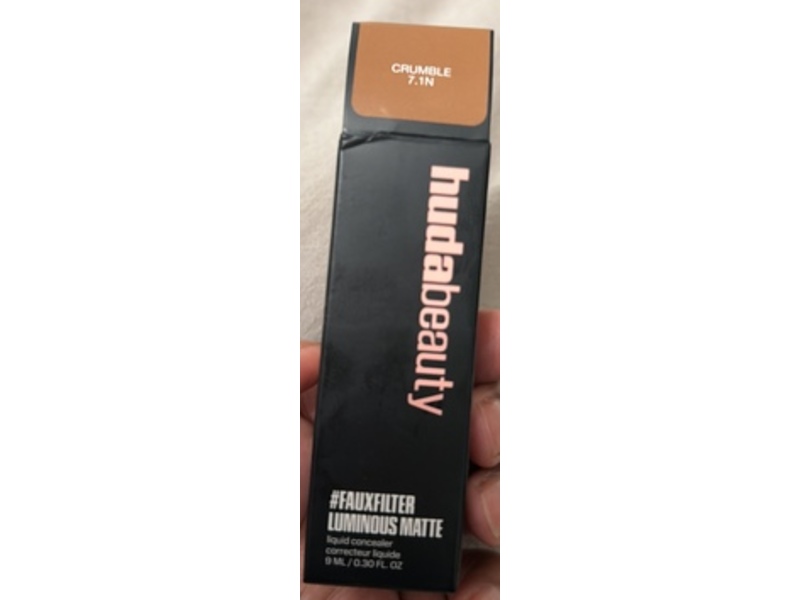 CRUMBLE
7.1N
hudabeauty
#FAUXFILTER
LUMINOUS MATTE
liquid concealer
correcteur liquide
9 ML / 0.30 FL. OZ